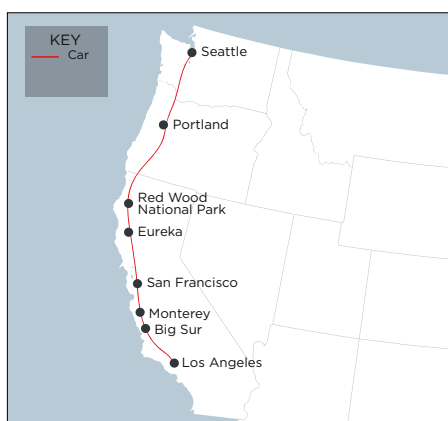 KEY
Car
Seattle
Portland
Red Wood
National Park
Eureka
San Francisco
Monterey
Big Sur
Los Angeles